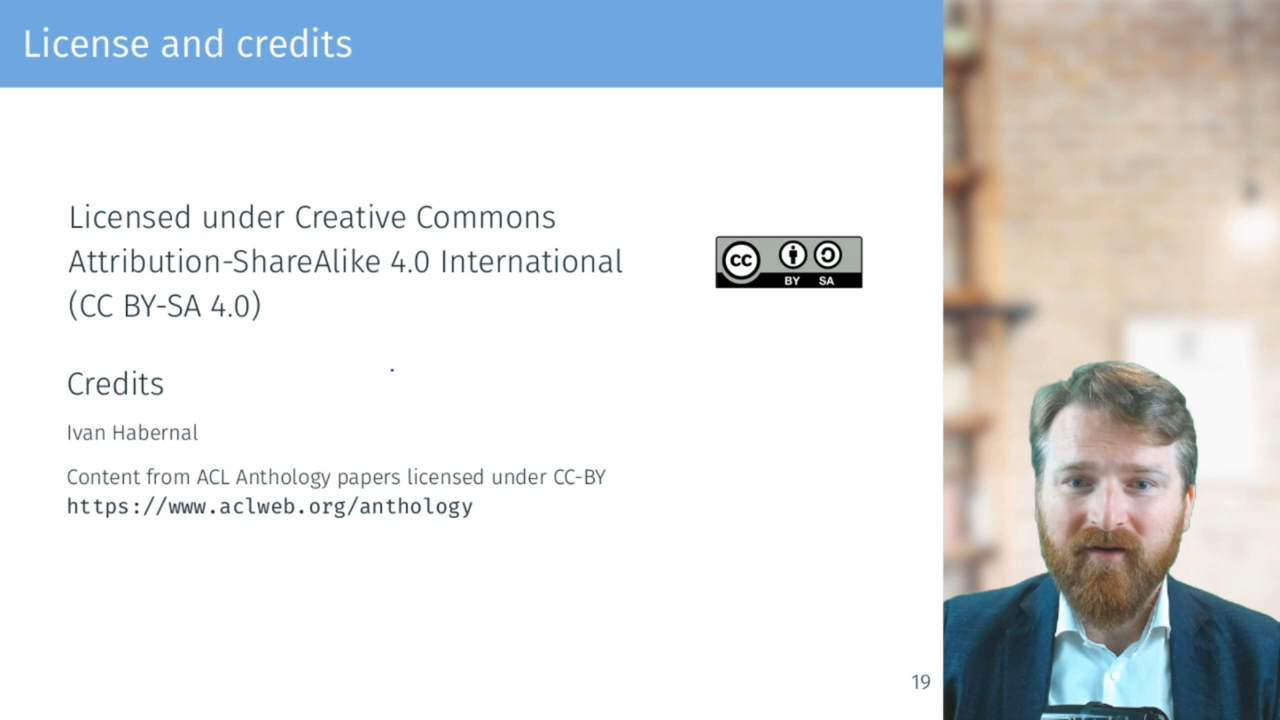 License and credits
Licensed under Creative Commons
Attribution-ShareAlike 4.0 International
(CC BY-SA 4.0)
cc
BY SA
Credits
Ivan Habernal
Content from ACL Anthology papers licensed under CC-BY
https://www.aclweb.org/anthology
19